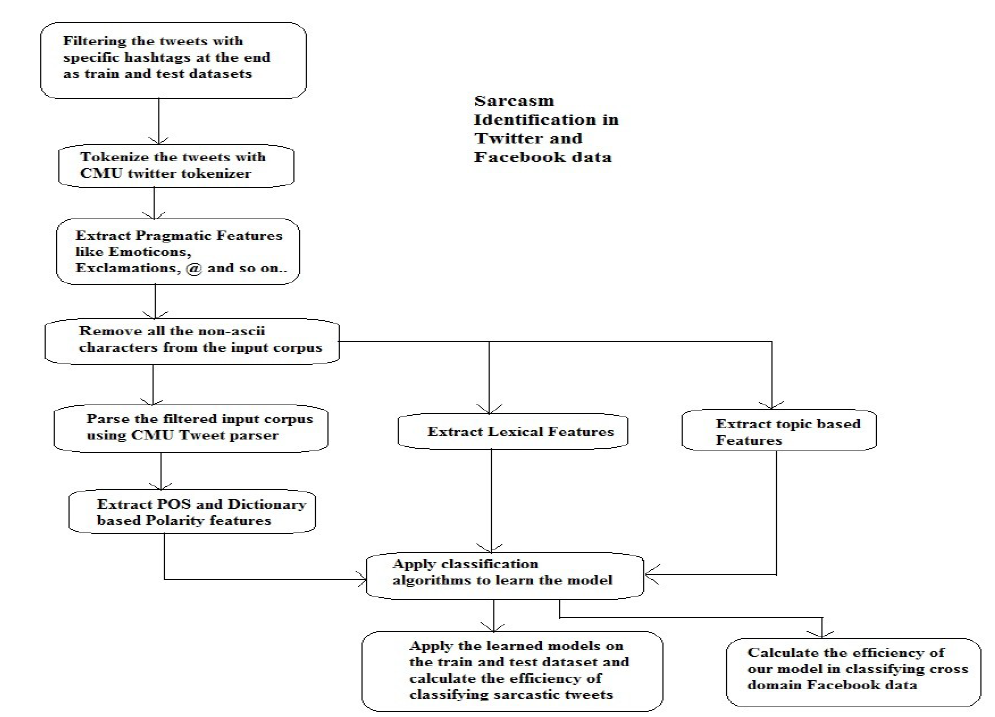 Filtering the tweets with
specific hashtags at the end
as train and test datasets
Sarcasm
Identification in
Twitter and
Facebook data
Tokenize the tweets with
CMU twitter tokenizer
Extract Pragmatic Features
like Emoticons,
Exclamations, @ and so on..
Remove all the non-ascii
characters from the input corpus
Parse the filtered input corpus
using CMU Tweet parser
Extract Lexical Features
Extract topic based
Features
Extract POS and Dictionary
based Polarity features
Apply classification
algorithms to learn the model
Apply the learned models on
the train and test dataset and
calculate the efficiency of
classifying sarcastic tweets
Calculate the efficiency of
our model in classifying cross
domain Facebook data